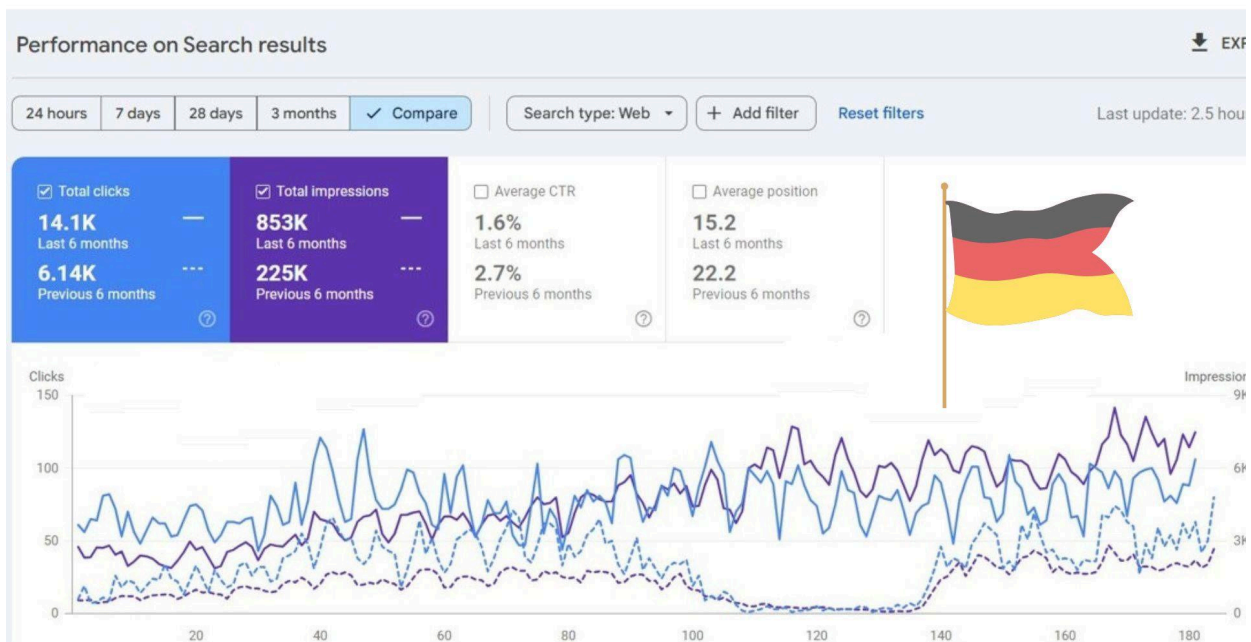 Performance on Search results
EXP
24 hours 7 days 28 days 3 months Compare Search type: Web Add filter Reset filters Last update: 2.5 hour
Total clicks Total impressions Average CTR Average position
14.1K 853K 1.6% 15.2
Last 6 months Last 6 months Last 6 months Last 6 months
6.14K 225K 2.7% 22.2
Previous 6 months Previous 6 months Previous 6 months Previous 6 months
Clicks Impression
150 9K
100 6K
50 3K
0 0
20 40 60 80 100 120 140 160 180